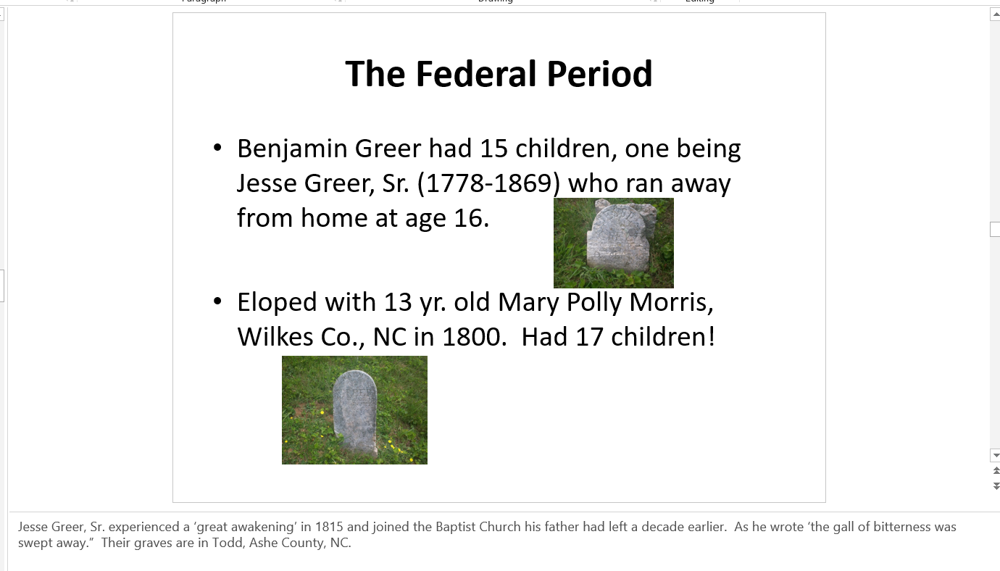 Paragraph
Drawing
Editing
The Federal Period
• Benjamin Greer had 15 children, one being
Jesse Greer, Sr. (1778-1869) who ran away
from home at age 16.
• Eloped with 13 yr. old Mary Polly Morris,
Wilkes Co., NC in 1800.  Had 17 children!
Jesse Greer, Sr. experienced a ‘great awakening’ in 1815 and joined the Baptist Church his father had left a decade earlier.  As he wrote ‘the gall of bitterness was
swept away.”  Their graves are in Todd, Ashe County, NC.